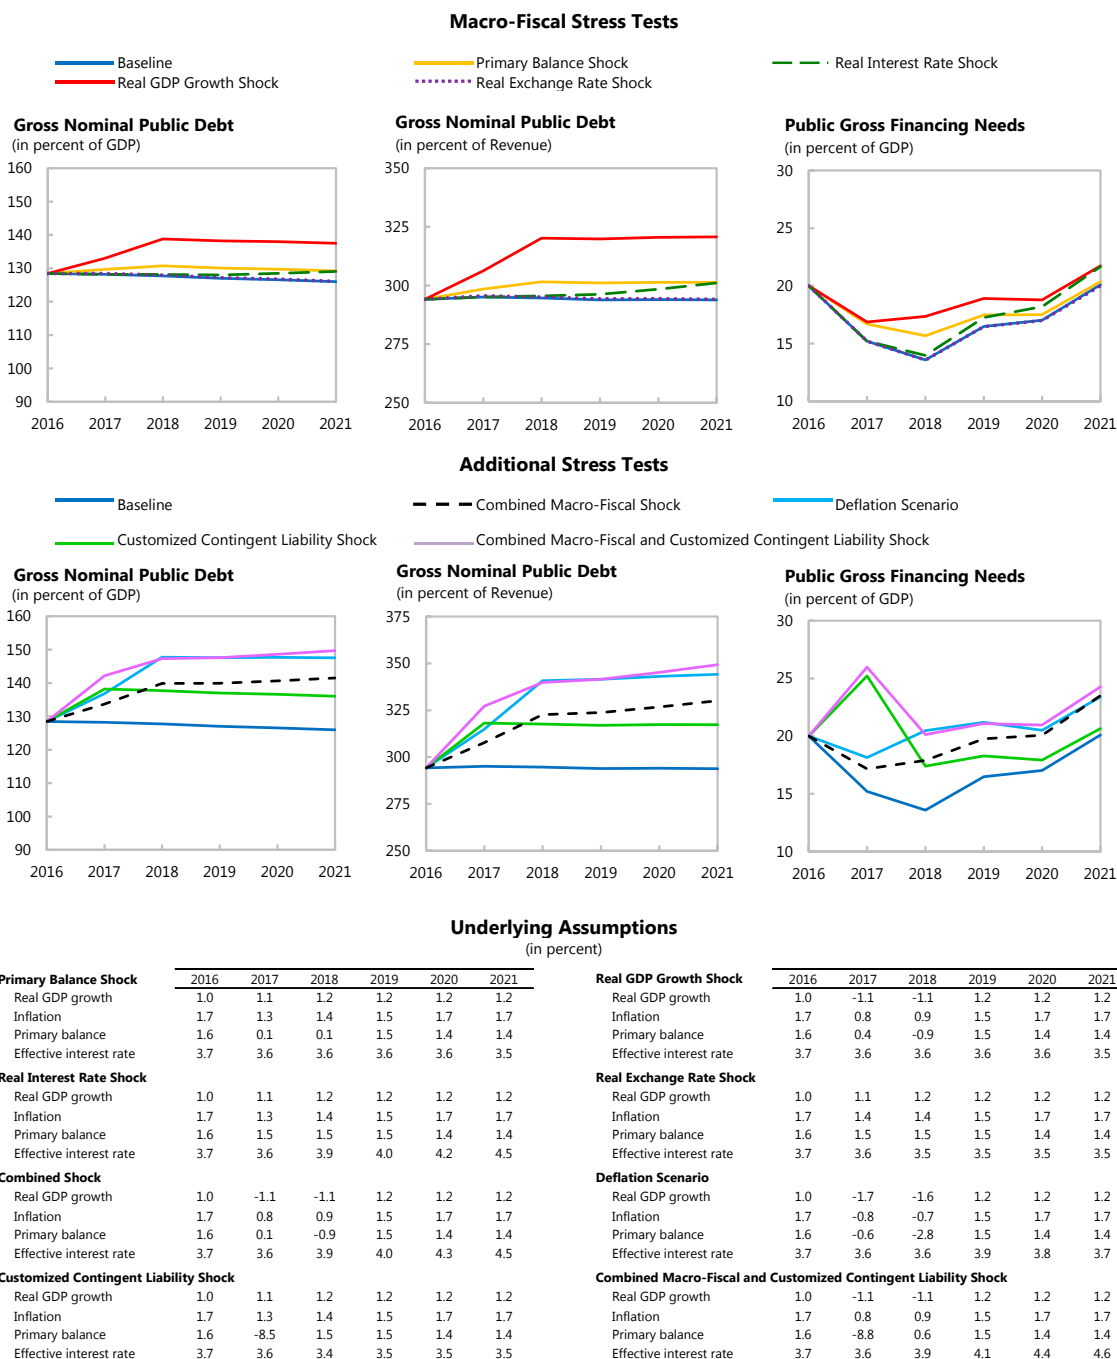 Macro-Fiscal Stress Tests
Baseline
Primary Balance Shock
Real Interest Rate Shock
Real GDP Growth Shock
Real Exchange Rate Shock
Gross Nominal Public Debt
(in percent of GDP)
160
150
140
130
120
110
100
90
2016 2017 2018 2019 2020 2021
Gross Nominal Public Debt
(in percent of Revenue)
350
325
300
275
250
2016 2017 2018 2019 2020 2021
Public Gross Financing Needs
(in percent of GDP)
30
25
20
15
10
2016 2017 2018 2019 2020 2021
Additional Stress Tests
Baseline
Combined Macro-Fiscal Shock
Deflation Scenario
Customized Contingent Liability Shock
Combined Macro-Fiscal and Customized Contingent Liability Shock
Gross Nominal Public Debt
(in percent of GDP)
160
150
140
130
120
110
100
90
2016 2017 2018 2019 2020 2021
Gross Nominal Public Debt
(in percent of Revenue)
375
350
325
300
275
250
2016 2017 2018 2019 2020 2021
Public Gross Financing Needs
(in percent of GDP)
30
25
20
15
10
2016 2017 2018 2019 2020 2021
Underlying Assumptions
(in percent)
Primary Balance Shock 2016 2017 2018 2019 2020 2021
Real GDP growth 1.0 1.1 1.2 1.2 1.2 1.2
Inflation 1.7 1.3 1.4 1.5 1.7 1.7
Primary balance 1.6 0.1 0.1 1.5 1.4 1.4
Effective interest rate 3.7 3.6 3.6 3.6 3.6 3.5
Real Interest Rate Shock
Real GDP growth 1.0 1.1 1.2 1.2 1.2 1.2
Inflation 1.7 1.3 1.4 1.5 1.7 1.7
Primary balance 1.6 1.5 1.5 1.5 1.4 1.4
Effective interest rate 3.7 3.6 3.9 4.0 4.2 4.5
Combined Shock
Real GDP growth 1.0 -1.1 -1.1 1.2 1.2 1.2
Inflation 1.7 0.8 0.9 1.5 1.7 1.7
Primary balance 1.6 0.1 -0.9 1.5 1.4 1.4
Effective interest rate 3.7 3.6 3.9 4.0 4.3 4.5
Customized Contingent Liability Shock
Real GDP growth 1.0 1.1 1.2 1.2 1.2 1.2
Inflation 1.7 1.3 1.4 1.5 1.7 1.7
Primary balance 1.6 -8.5 1.5 1.5 1.4 1.4
Effective interest rate 3.7 3.6 3.4 3.5 3.5 3.5
Real GDP Growth Shock 2016 2017 2018 2019 2020 2021
Real GDP growth 1.0 -1.1 -1.1 1.2 1.2 1.2
Inflation 1.7 0.8 0.9 1.5 1.7 1.7
Primary balance 1.6 0.4 -0.9 1.5 1.4 1.4
Effective interest rate 3.7 3.6 3.6 3.6 3.6 3.5
Real Exchange Rate Shock
Real GDP growth 1.0 1.1 1.2 1.2 1.2 1.2
Inflation 1.7 1.4 1.4 1.5 1.7 1.7
Primary balance 1.6 1.5 1.5 1.5 1.4 1.4
Effective interest rate 3.7 3.6 3.5 3.5 3.5 3.5
Deflation Scenario
Real GDP growth 1.0 -1.7 -1.6 1.2 1.2 1.2
Inflation 1.7 -0.8 -0.7 1.5 1.7 1.7
Primary balance 1.6 -0.6 -2.8 1.5 1.4 1.4
Effective interest rate 3.7 3.6 3.6 3.9 3.8 3.7
Combined Macro-Fiscal and Customized Contingent Liability Shock
Real GDP growth 1.0 -1.1 -1.1 1.2 1.2 1.2
Inflation 1.7 0.8 0.9 1.5 1.7 1.7
Primary balance 1.6 -8.8 0.6 1.5 1.4 1.4
Effective interest rate 3.7 3.6 3.9 4.1 4.4 4.6